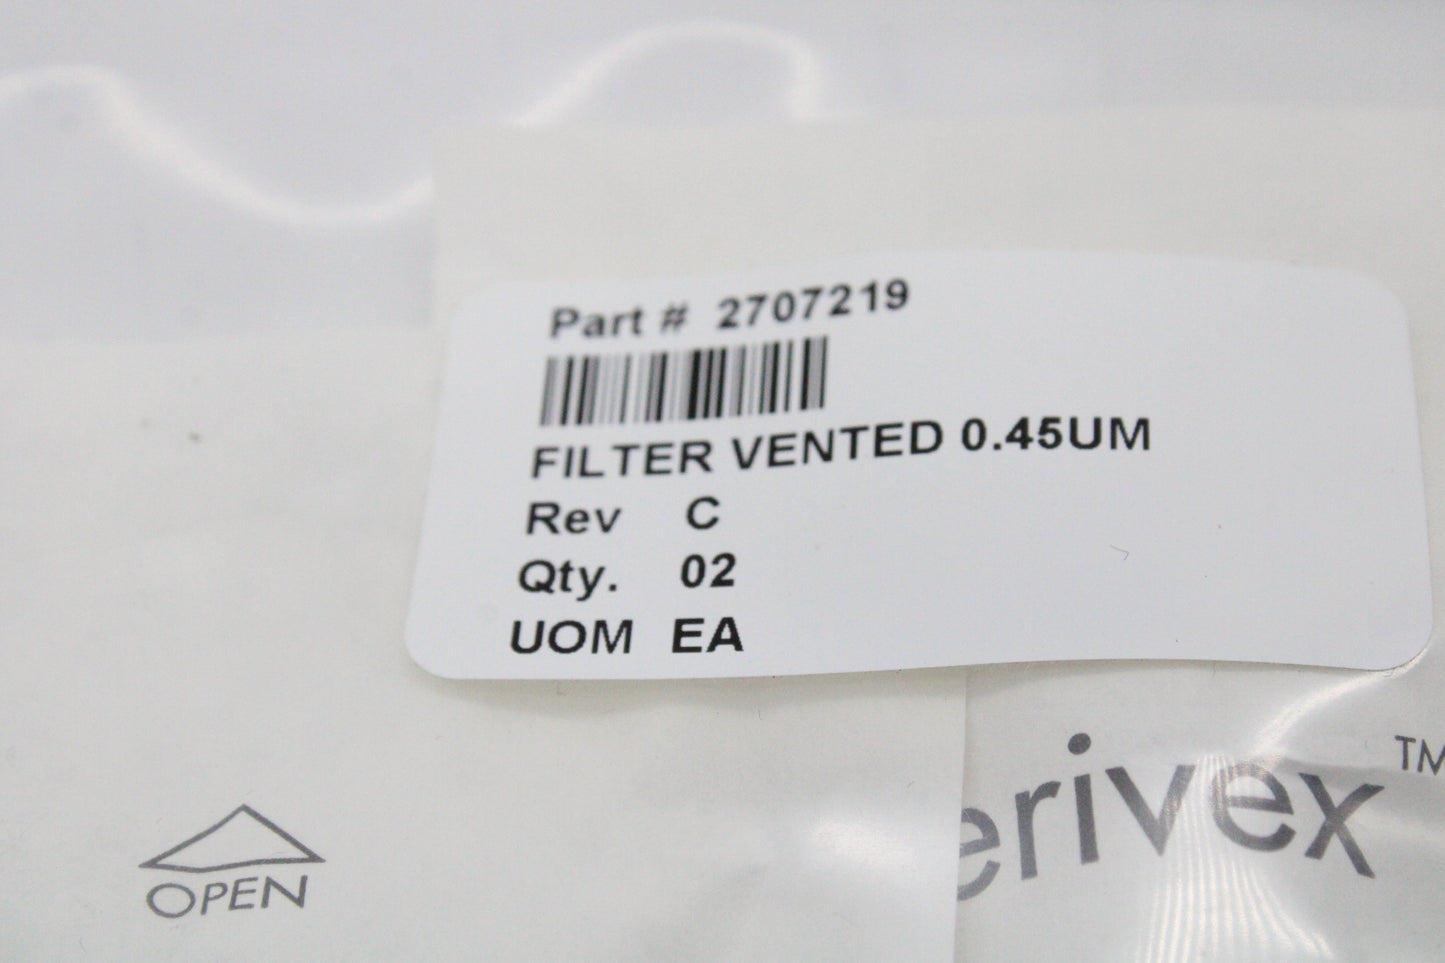 Part # 2707219
FILTER VENTED 0.45UM
Rev C
Qty. 02
UOM EA
erivex™
OPEN